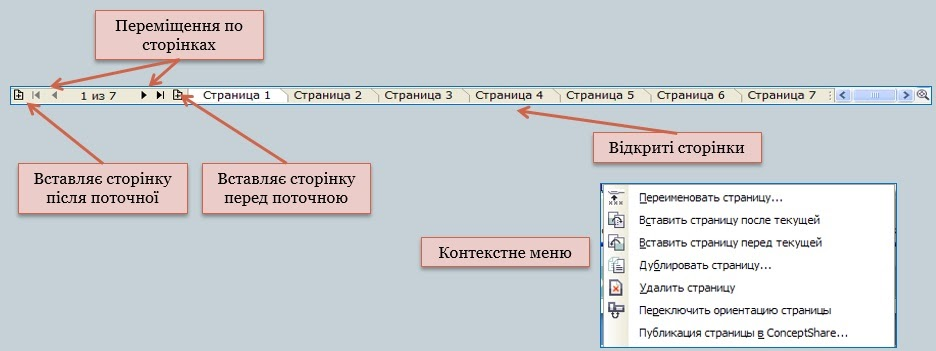 Переміщення по
сторінках
1 из 7
Страница 1
Страница 2
Страница 3
Страница 4
Страница 5
Страница 6
Страница 7
Вставляє сторінку
після поточної
Вставляє сторінку
перед поточною
Відкриті сторінки
Контекстне меню
Переименовать страницу...
Вставить страницу после текущей
Вставить страницу перед текущей
Дублировать страницу...
Удалить страницу
Переключить ориентацию страницы
Публикация страницы в ConceptShare...